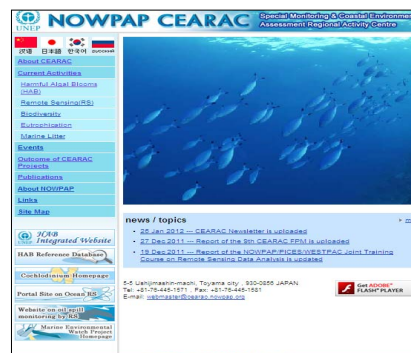 UNEP
NOWPAP CEARAC
Special Monitoring & Coastal Environmen
Assessment Regional Activity Centre
汉语 日本語 한국어 русский
About CEARAC
Current Activities
Harmful Algal Blooms
(HAB)
Remote Sensing(RS)
Biodiversity
Eutrophication
Marine Litter
Events
Outcome of CEARAC
Projects
Publications
About NOWPAP
Links
Site Map
HAB
Integrated Website
HAB Reference Database
Cochlodinium Homepage
Portal Site on Ocean RS
Website on oil spill
monitoring by RS
Marine Environmental
Watch Project
Homepage
news / topics
26 Jan 2012 --- CEARAC Newsletter is uploaded
27 Dec 2011 --- Report of the 9th CEARAC FPM is uploaded
19 Dec 2011 --- Report of the NOWPAP/PICES/WESTPAC Joint Training
Course on Remote Sensing Data Analysis is updated
5-5 Ushijimashin-machi, Toyama city , 930-0856 JAPAN
Tel: +81-76-445-1571 , Fax: +81-76-445-1581
E-mail: webmaster@cearac.nowpap.org
Get ADOBE®
FLASH® PLAYER